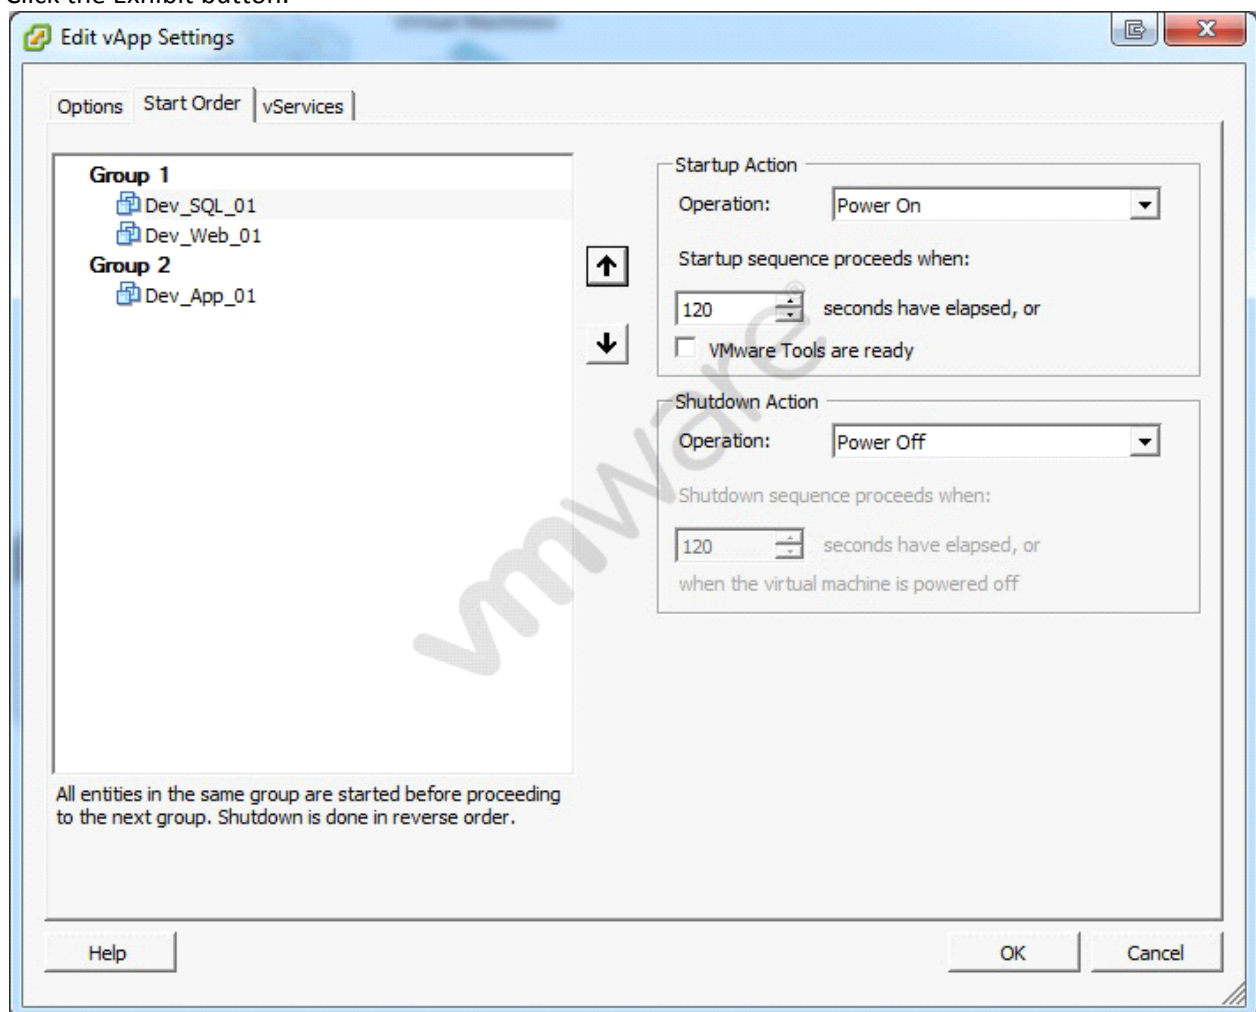 Click the Exhibit button.
Edit vApp Settings
Options Start Order vServices
Group 1
Dev_SQL_01
Dev_Web_01
Group 2
Dev_App_01
All entities in the same group are started before proceeding
to the next group. Shutdown is done in reverse order.
Startup Action
Operation: Power On
Startup sequence proceeds when:
120 seconds have elapsed, or
VMware Tools are ready
Shutdown Action
Operation: Power Off
Shutdown sequence proceeds when:
120 seconds have elapsed, or
when the virtual machine is powered off
vmware®
Help OK Cancel